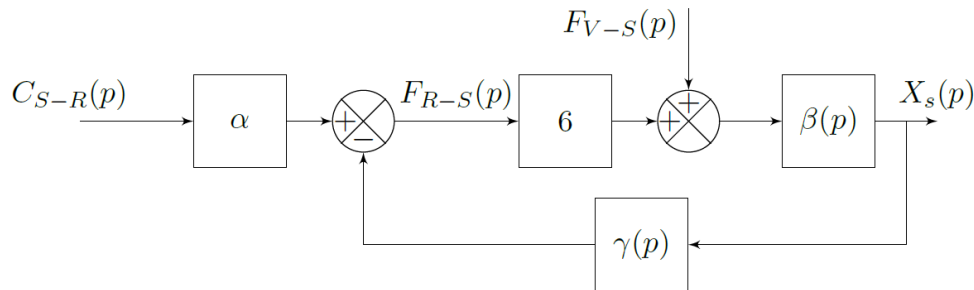 F_{V-S}(p)
C_{S-R}(p)
α
+
−
F_{R-S}(p)
6
+
+
β(p)
X_s(p)
γ(p)